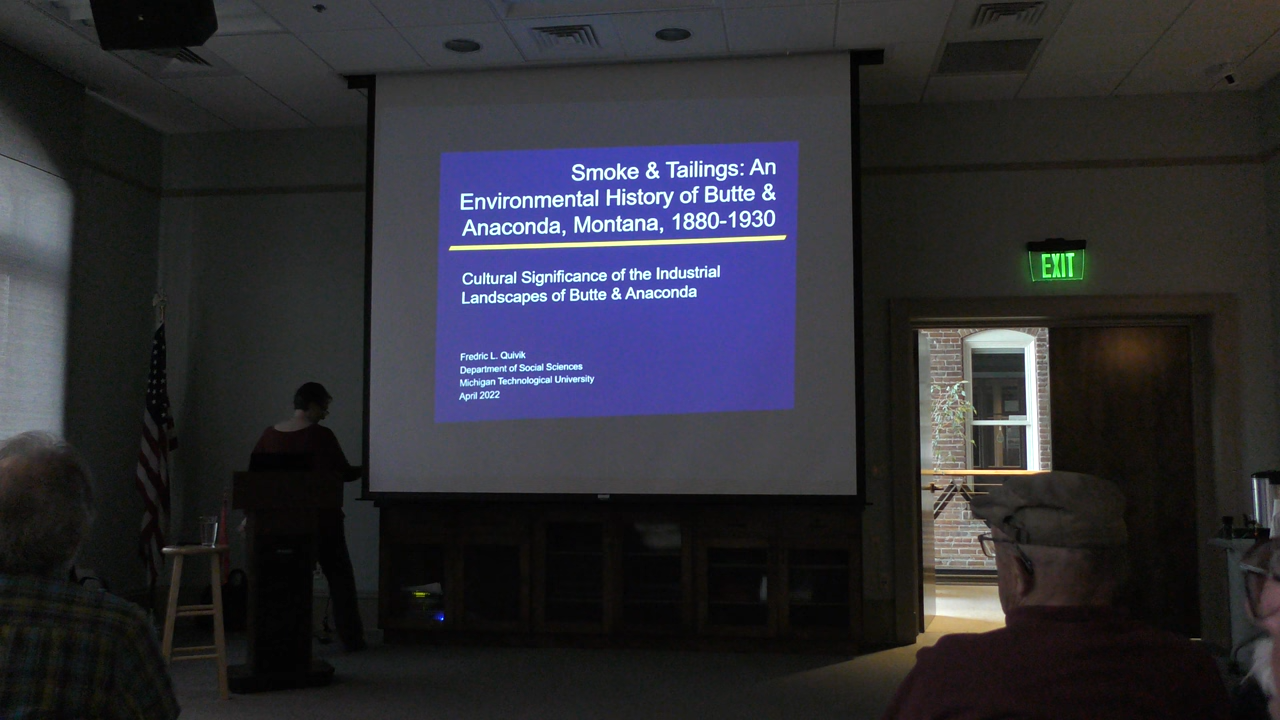 Smoke & Tailings: An
Environmental History of Butte &
Anaconda, Montana, 1880-1930
Cultural Significance of the Industrial
Landscapes of Butte & Anaconda
Fredric L. Quivik
Department of Social Sciences
Michigan Technological University
April 2022
EXIT